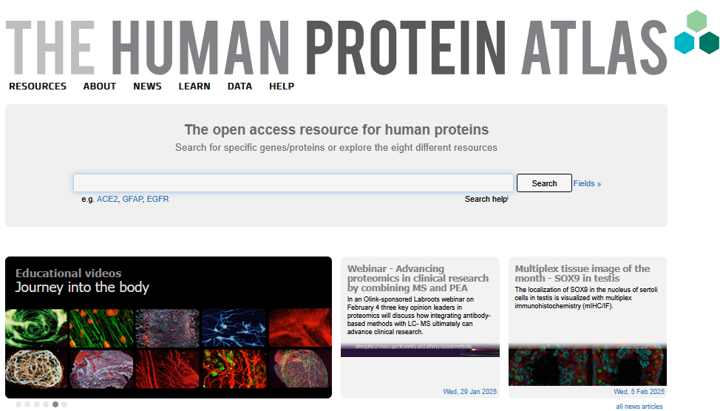 THE HUMAN PROTEIN ATLAS
RESOURCES ABOUT NEWS LEARN DATA HELP
The open access resource for human proteins
Search for specific genes/proteins or explore the eight different resources
Search Fields »
e.g. ACE2, GFAP, EGFR Search help
Educational videos
Journey into the body
Webinar - Advancing
proteomics in clinical research
by combining MS and PEA
In an Olink-sponsored Labroots webinar on
February 4 three key opinion leaders in
proteomics will discuss how integrating antibody-
based methods with LC- MS ultimately can
advance clinical research.
Wed, 29 Jan 2025
Multiplex tissue image of the
month - SOX9 in testis
The localization of SOX9 in the nucleus of sertoli
cells in testis is visualized with multiplex
immunohistochemistry (mIHC/IF).
Wed, 5 Feb 2025
all news articles